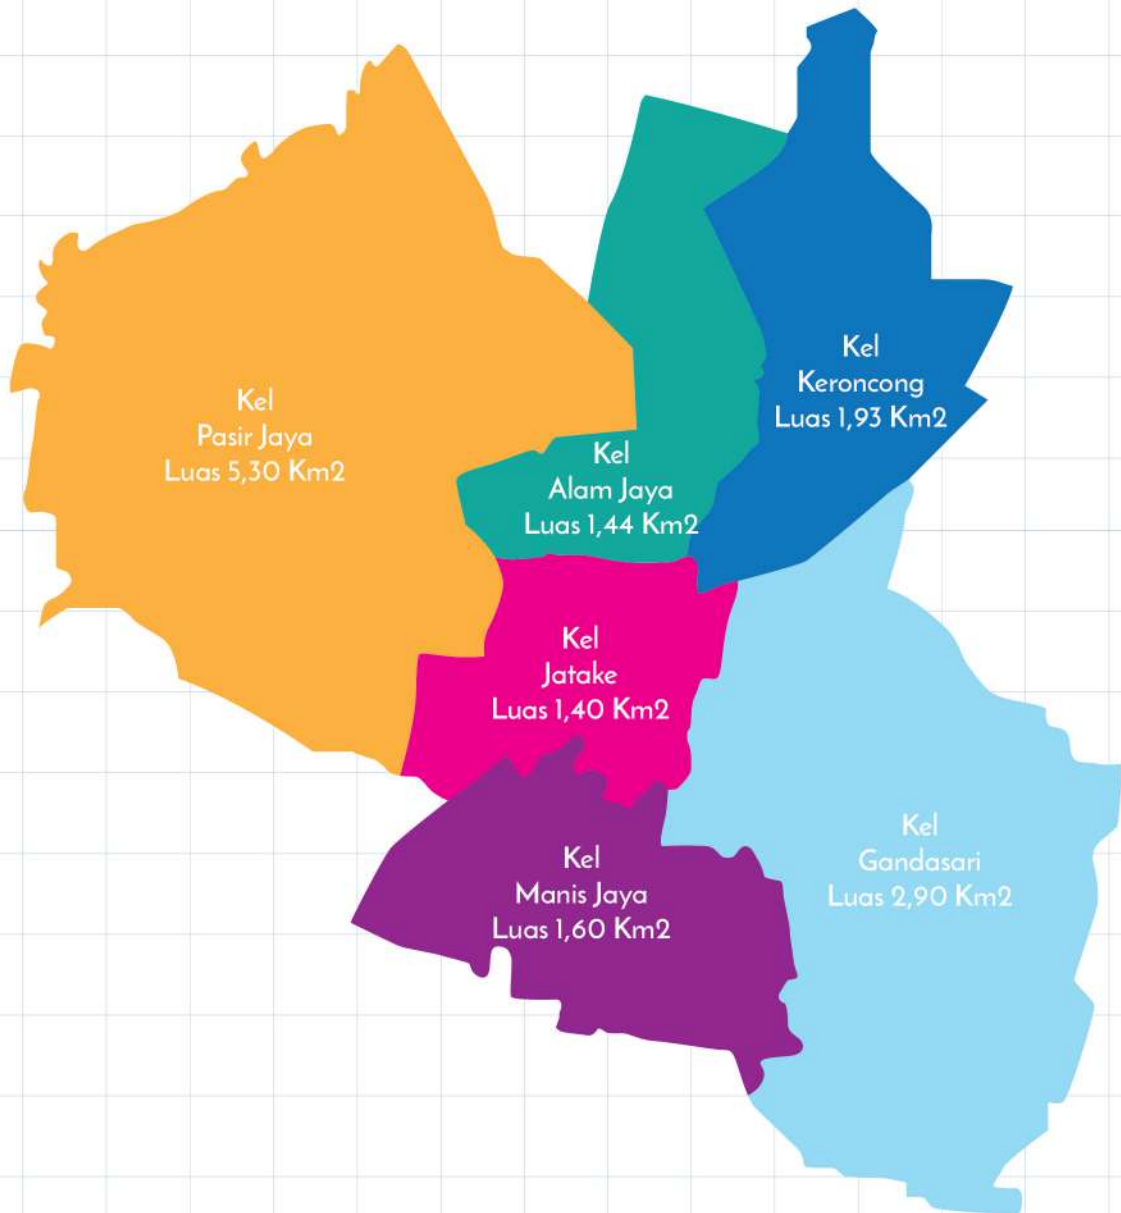 Kel
Keroncong
Luas 1,93 Km2
Kel
Pasir Jaya
Luas 5,30 Km2
Kel
Alam Jaya
Luas 1,44 Km2
Kel
Jatake
Luas 1,40 Km2
Kel
Gandasari
Luas 2,90 Km2
Kel
Manis Jaya
Luas 1,60 Km2